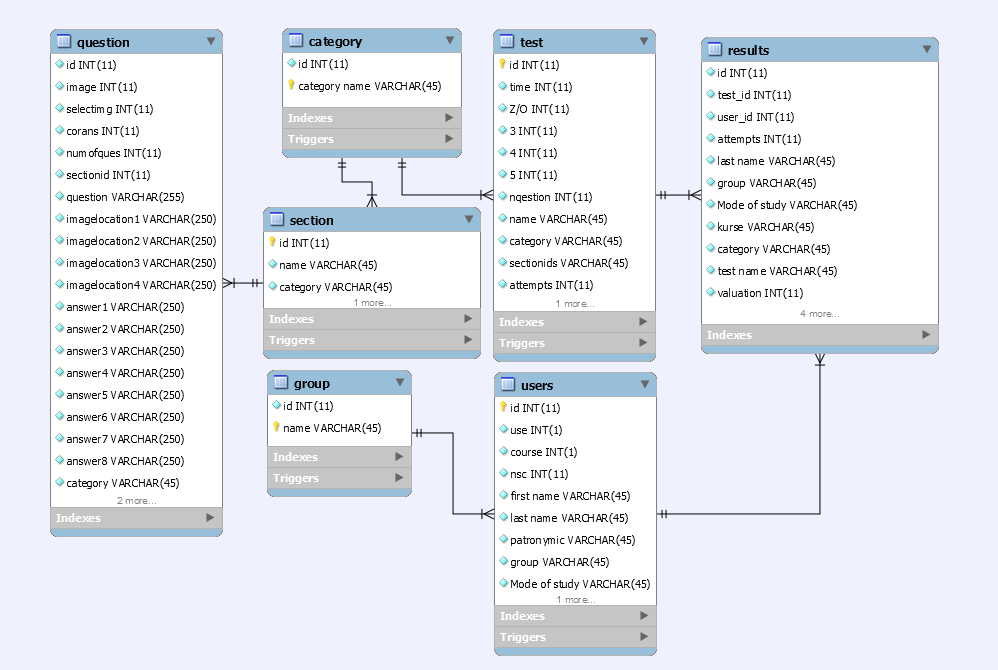 question
id INT(11)
image INT(11)
selectimg INT(11)
corans INT(11)
numofques INT(11)
sectionid INT(11)
question VARCHAR(255)
imagelocation1 VARCHAR(250)
imagelocation2 VARCHAR(250)
imagelocation3 VARCHAR(250)
imagelocation4 VARCHAR(250)
answer1 VARCHAR(250)
answer2 VARCHAR(250)
answer3 VARCHAR(250)
answer4 VARCHAR(250)
answer5 VARCHAR(250)
answer6 VARCHAR(250)
answer7 VARCHAR(250)
answer8 VARCHAR(250)
category VARCHAR(45)
2 more...
Indexes
category
id INT(11)
category name VARCHAR(45)
Indexes
Triggers
section
id INT(11)
name VARCHAR(45)
category VARCHAR(45)
1 more...
Indexes
Triggers
group
id INT(11)
name VARCHAR(45)
Indexes
Triggers
test
id INT(11)
time INT(11)
Z/O INT(11)
3 INT(11)
4 INT(11)
5 INT(11)
nqestion INT(11)
name VARCHAR(45)
category VARCHAR(45)
sectionids VARCHAR(45)
attempts INT(11)
1 more...
Indexes
Triggers
users
id INT(11)
use INT(1)
course INT(1)
nsc INT(11)
first name VARCHAR(45)
last name VARCHAR(45)
patronymic VARCHAR(45)
group VARCHAR(45)
Mode of study VARCHAR(45)
1 more...
Indexes
Triggers
results
id INT(11)
test_id INT(11)
user_id INT(11)
attempts INT(11)
last name VARCHAR(45)
group VARCHAR(45)
Mode of study VARCHAR(45)
kurse VARCHAR(45)
category VARCHAR(45)
test name VARCHAR(45)
valuation INT(11)
4 more...
Indexes